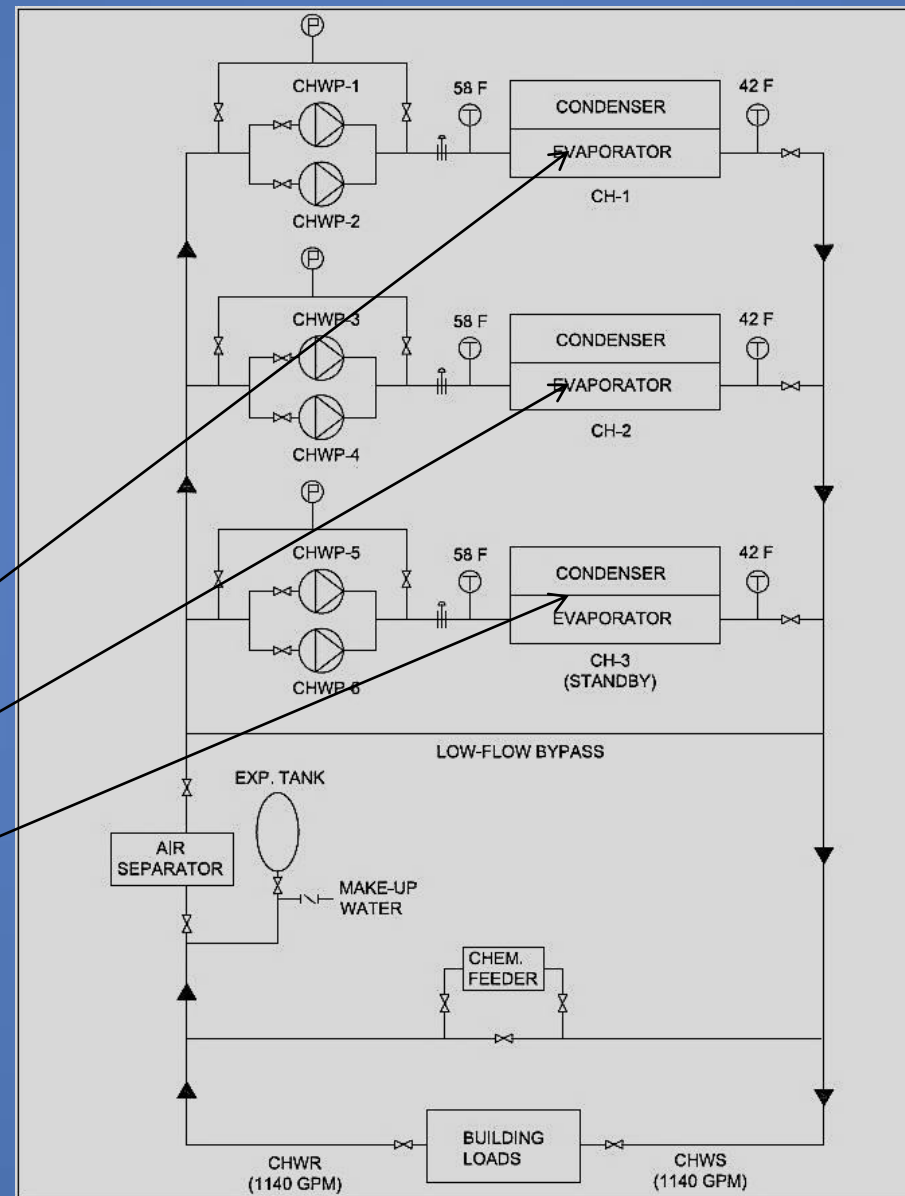 P
CHWP-1
58 F
42 F
T
T
CONDENSER
EVAPORATOR
CHWP-2
CH-1
P
CHWP-3
58 F
42 F
T
T
CONDENSER
EVAPORATOR
CHWP-4
CH-2
P
CHWP-5
58 F
42 F
T
T
CONDENSER
EVAPORATOR
CHWP-6
CH-3
(STANDBY)
LOW-FLOW BYPASS
EXP. TANK
AIR
SEPARATOR
MAKE-UP
WATER
CHEM.
FEEDER
BUILDING
LOADS
CHWR
(1140 GPM)
CHWS
(1140 GPM)